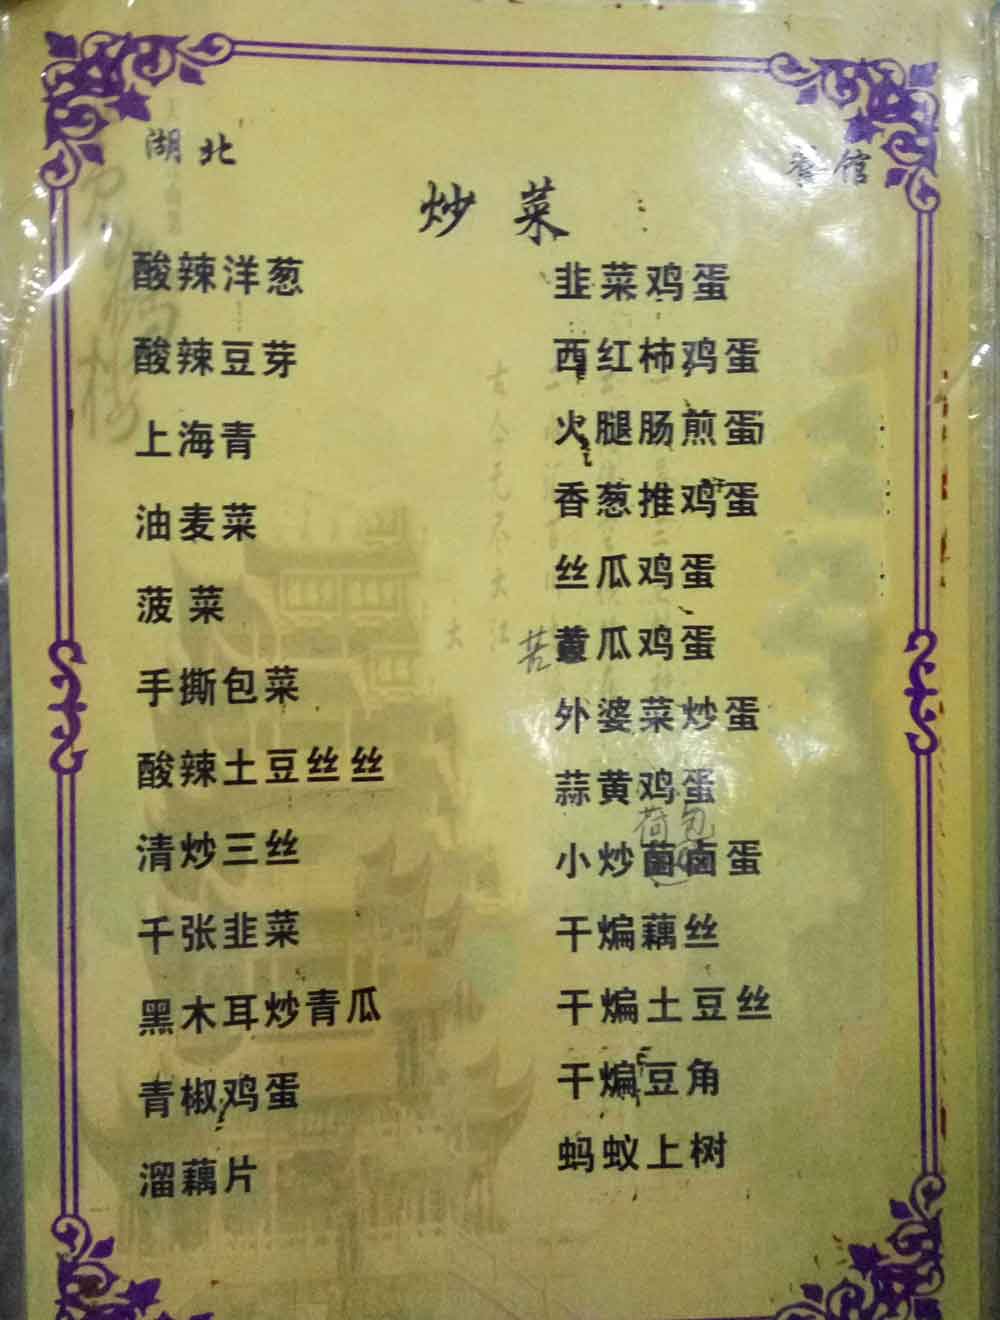 湖北
餐馆
炒菜
酸辣洋葱
酸辣豆芽
上海青
油麦菜
菠菜
手撕包菜
酸辣土豆丝丝
清炒三丝
千张韭菜
黑木耳炒青瓜
青椒鸡蛋
溜藕片
韭菜鸡蛋
西红柿鸡蛋
火腿肠煎蛋
香葱推鸡蛋
丝瓜鸡蛋
苦瓜鸡蛋
外婆菜炒蛋
蒜黄鸡蛋
荷包
小炒卤蛋
干煸藕丝
干煸土豆丝
干煸豆角
蚂蚁上树